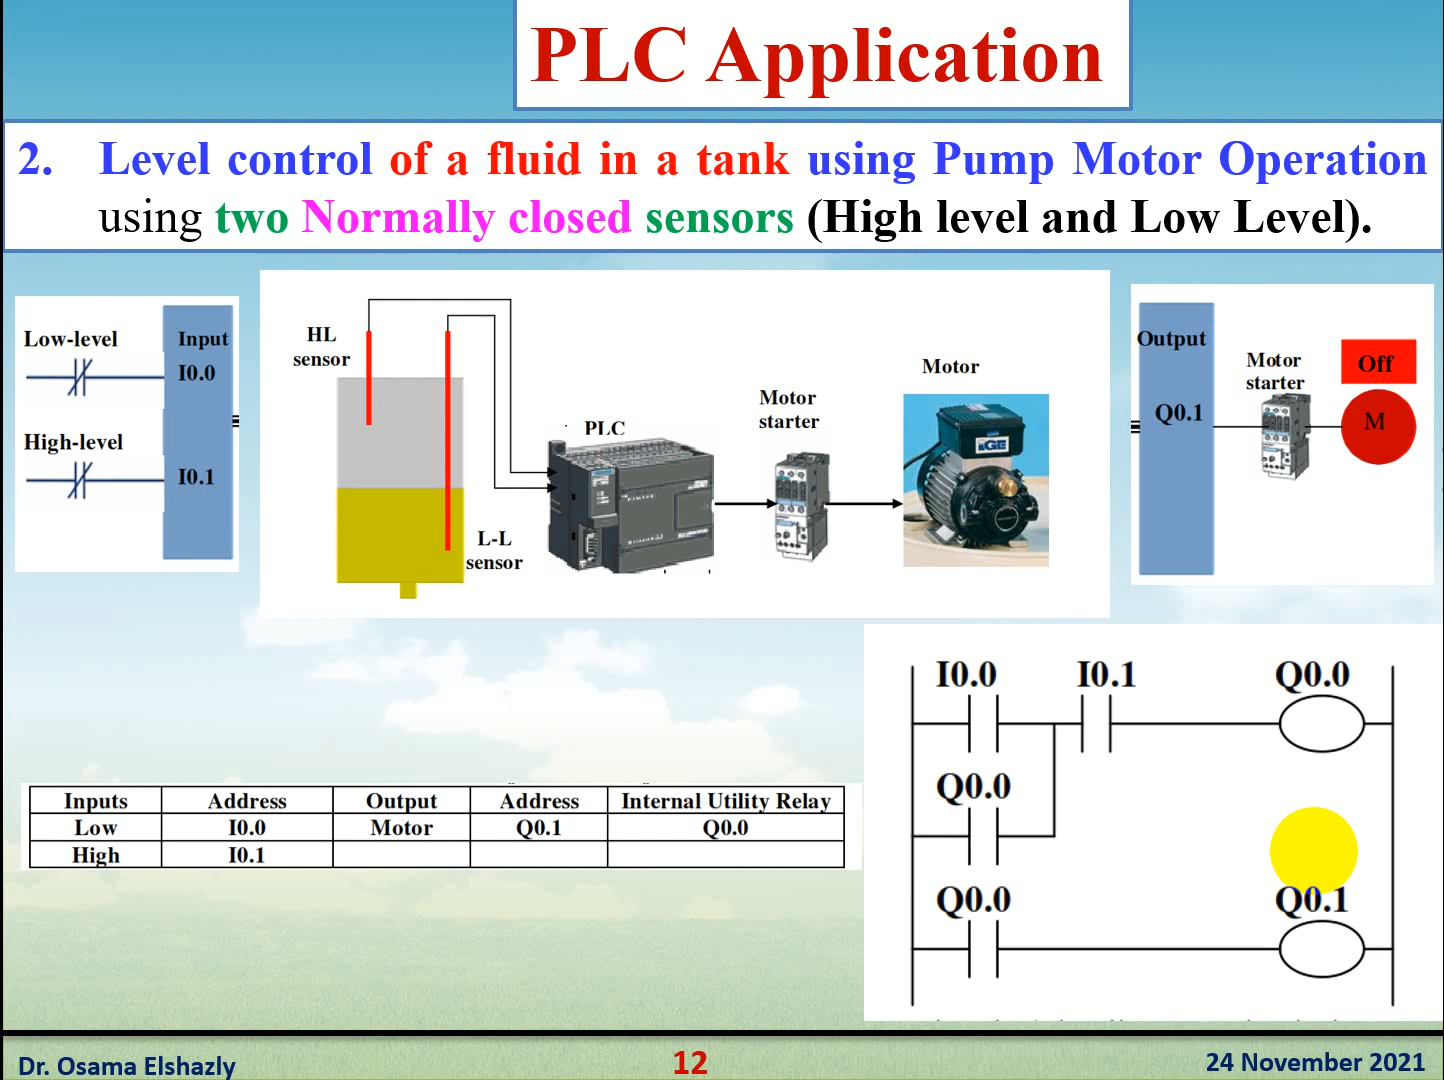 PLC Application
2. Level control of a fluid in a tank using Pump Motor Operation
using two Normally closed sensors (High level and Low Level).
Low-level
Input
I0.0
High-level
I0.1
HL
sensor
L-L
sensor
PLC
Motor
starter
Motor
Output
Q0.1
Motor
starter
Off
M
I0.0 I0.1 Q0.0
Q0.0
Q0.0 Q0.1
Inputs Address Output Address Internal Utility Relay
Low I0.0 Motor Q0.1 Q0.0
High I0.1
Dr. Osama Elshazly 12 24 November 2021